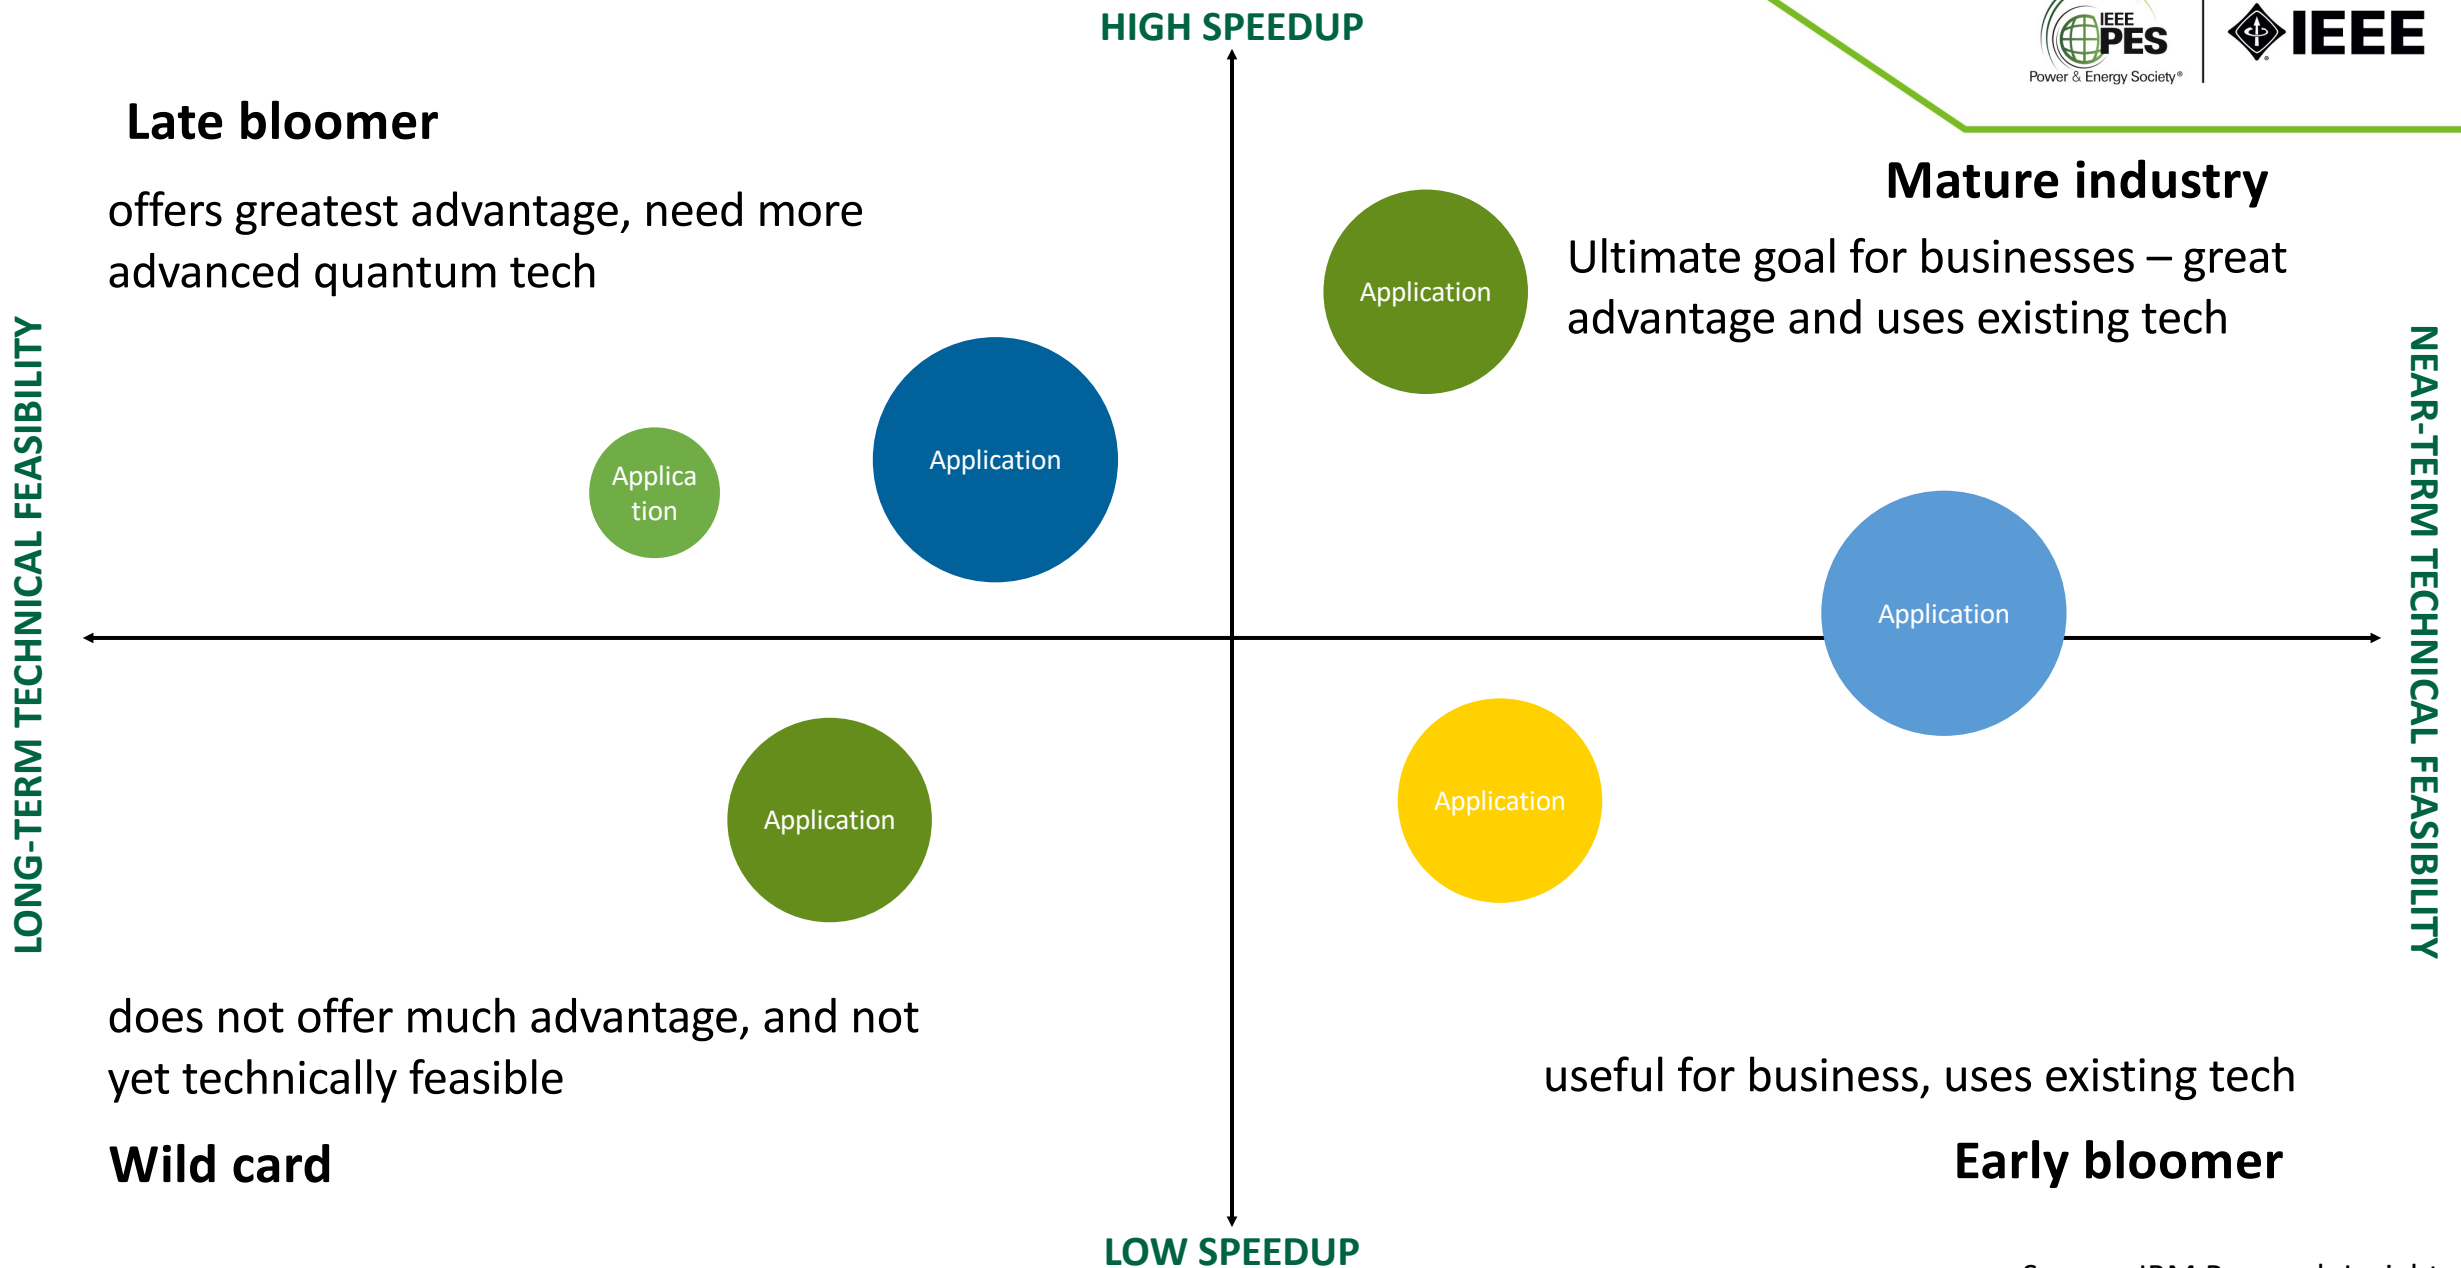 HIGH SPEEDUP
IEEE
PES
Power & Energy Society®
IEEE
Late bloomer
offers greatest advantage, need more
advanced quantum tech
Mature industry
Ultimate goal for businesses – great
advantage and uses existing tech
Application
Application
Applica
tion
Application
Application
Application
LONG-TERM TECHNICAL FEASIBILITY
NEAR-TERM TECHNICAL FEASIBILITY
does not offer much advantage, and not
yet technically feasible
Wild card
useful for business, uses existing tech
Early bloomer
LOW SPEEDUP